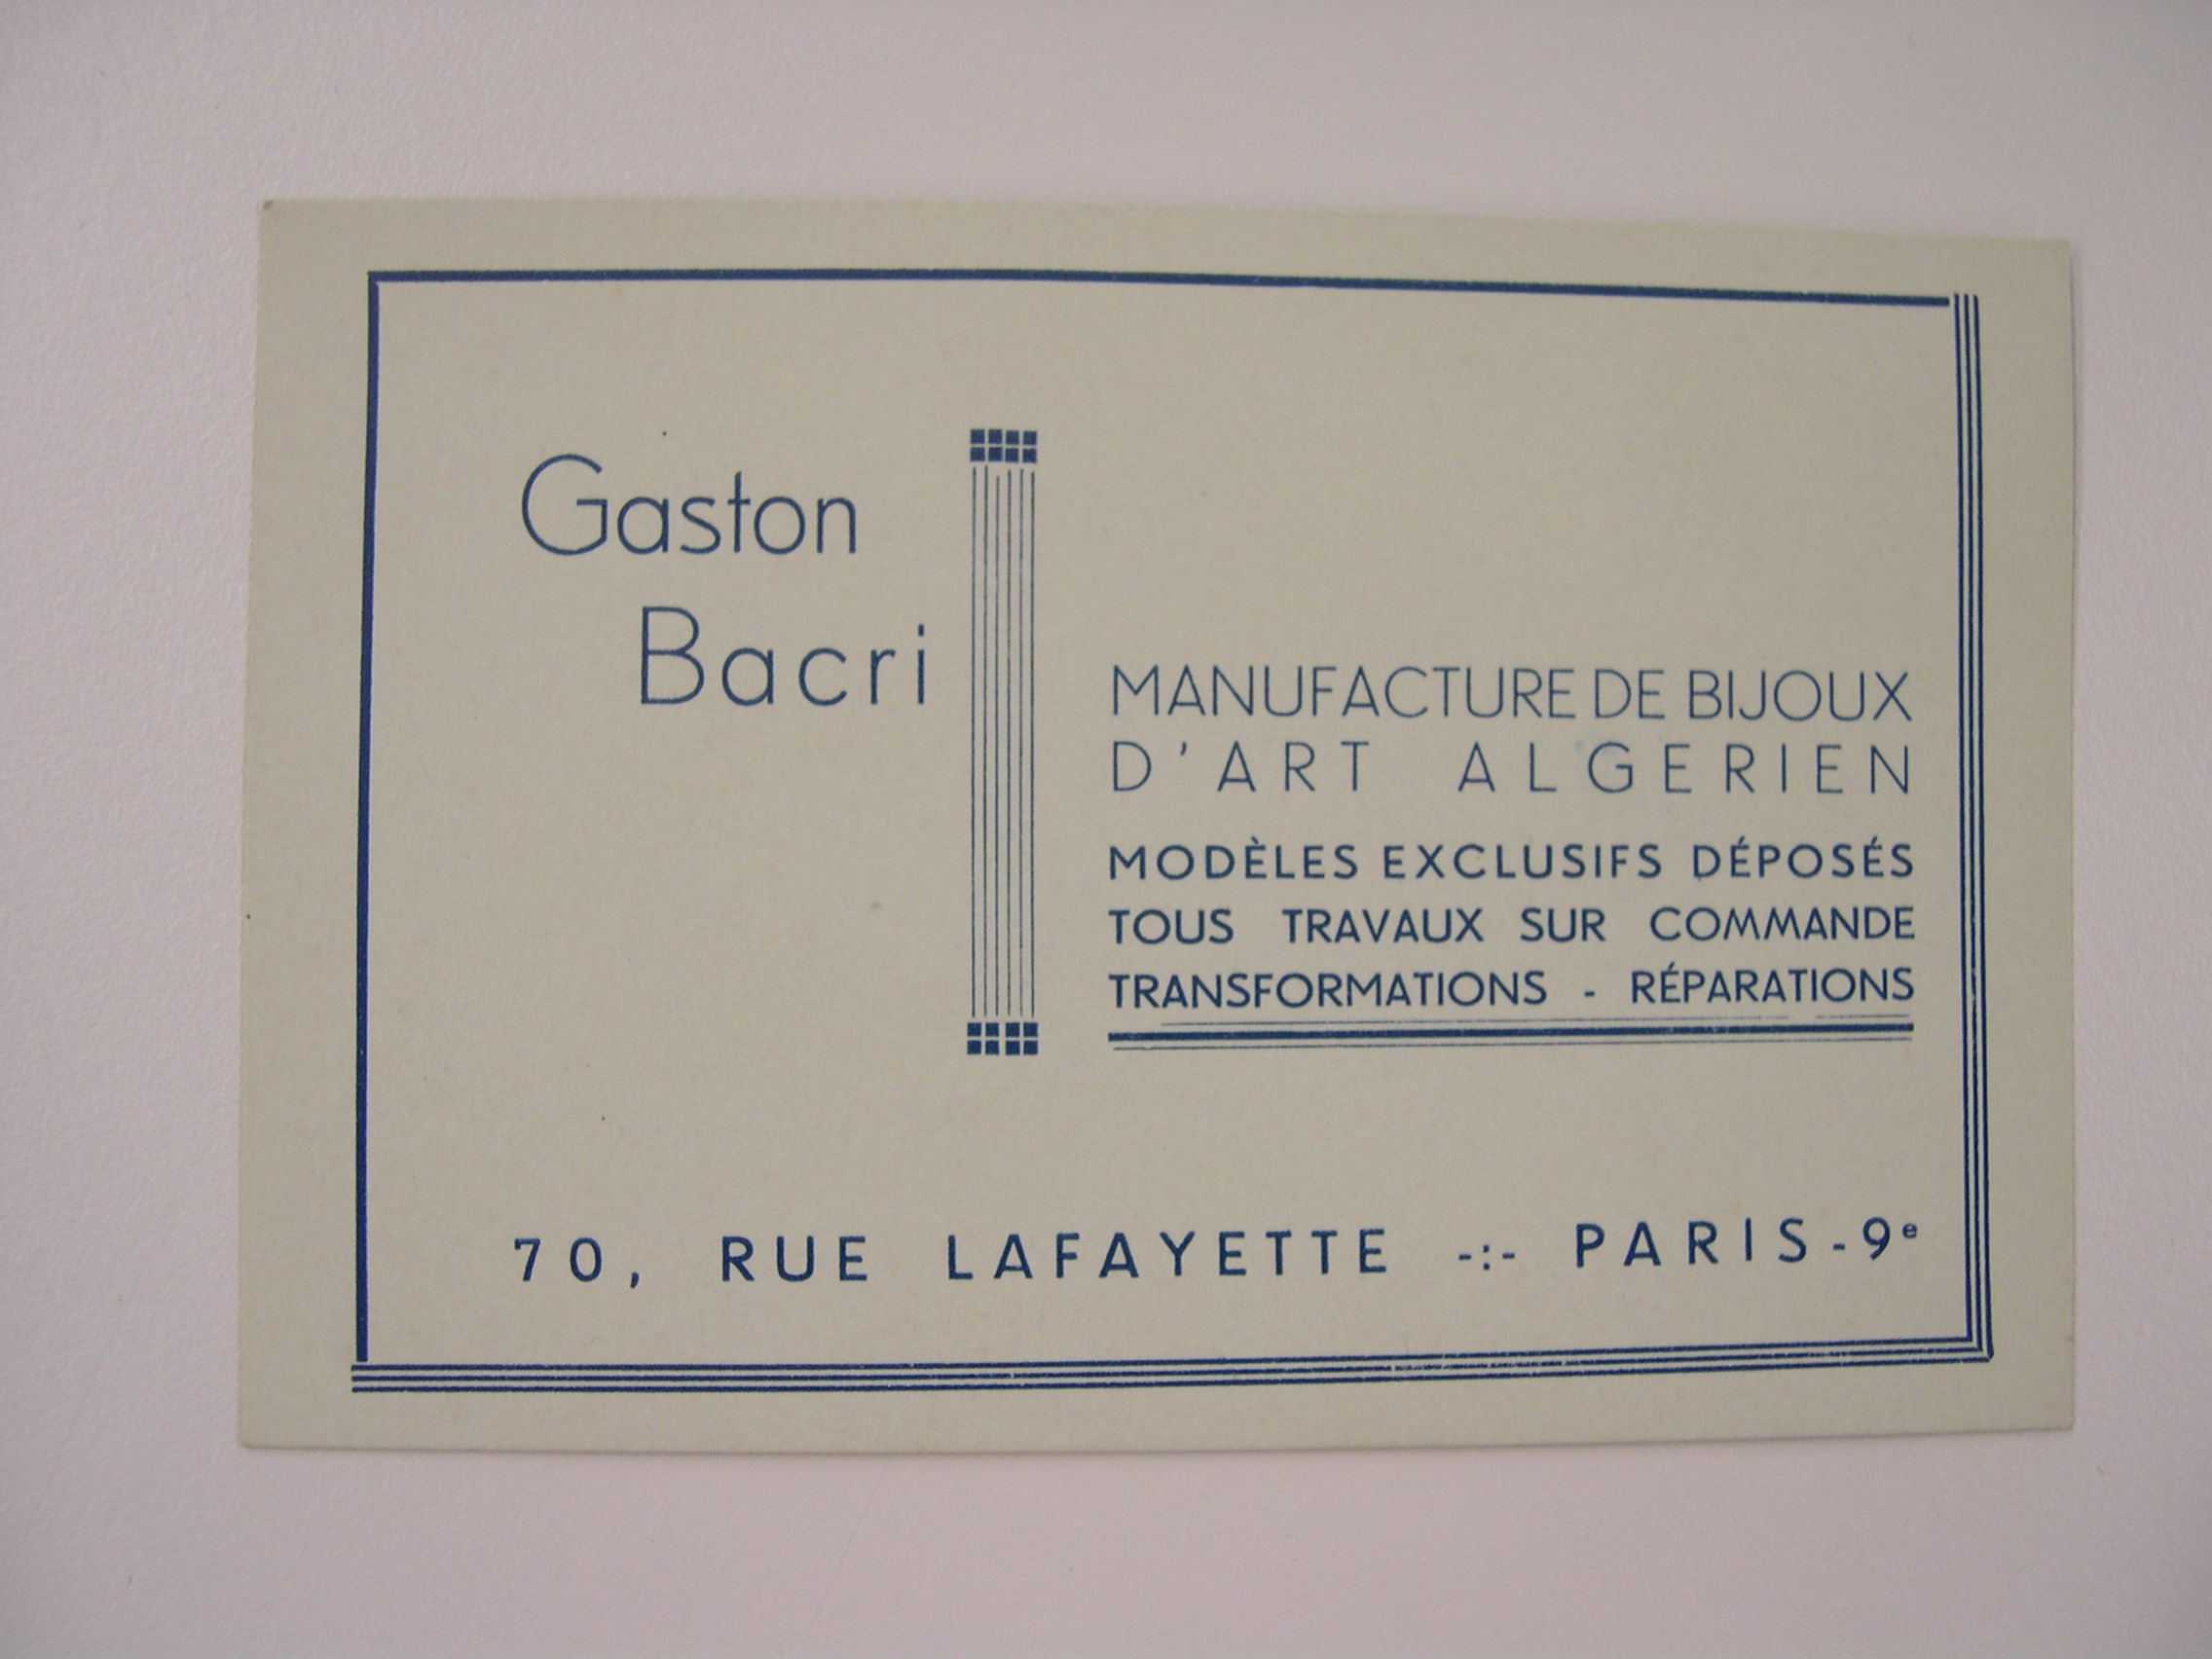 Gaston
Bacri
MANUFACTURE DE BIJOUX
D'ART ALGERIEN
MODÈLES EXCLUSIFS DÉPOSÉS
TOUS TRAVAUX SUR COMMANDE
TRANSFORMATIONS - RÉPARATIONS
70, RUE LAFAYETTE -:- PARIS-9e